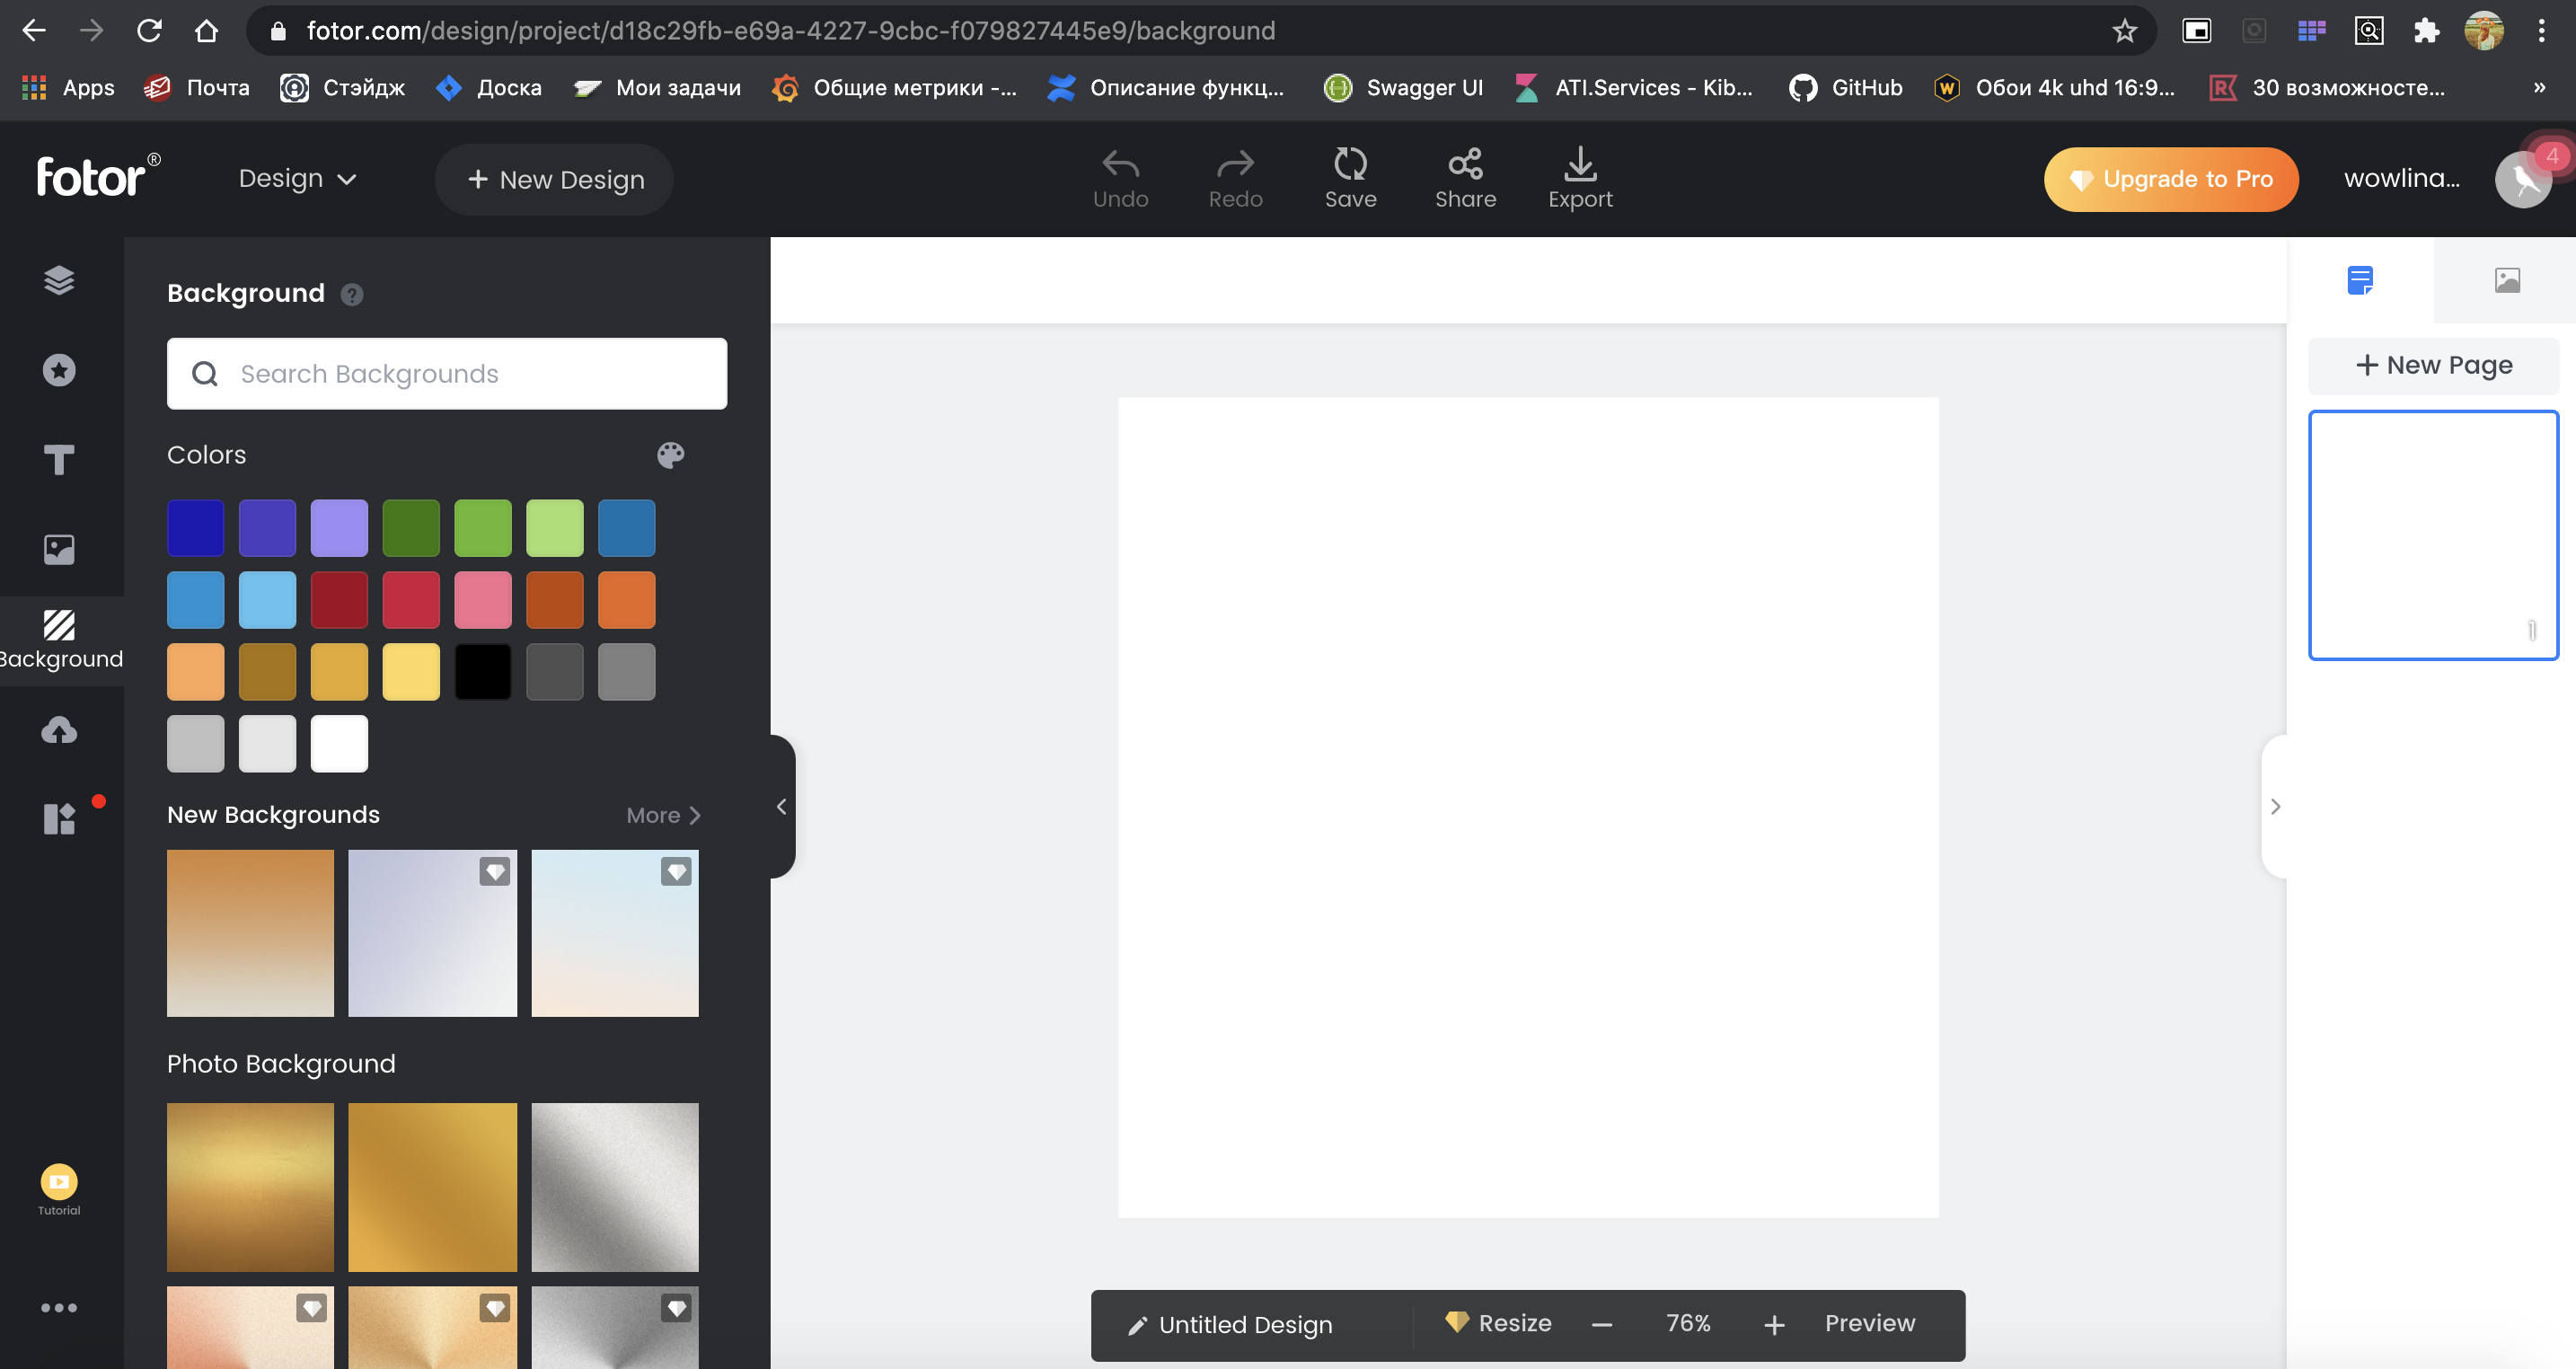 fotor.com/design/project/d18c29fb-e69a-4227-9cbc-f079827445e9/background
Apps
Почта
Стэйдж
Доска
Мои задачи
Общие метрики -...
Описание функц...
Swagger UI
ATI.Services - Kib...
GitHub
Обои 4k uhd 16:9...
30 возможносте...
»
fotor®
Design
+ New Design
Undo
Redo
Save
Share
Export
Upgrade to Pro
wowlina...
4
Background
Search Backgrounds
Colors
Background
New Backgrounds
More
Photo Background
Tutorial
+ New Page
1
Untitled Design
Resize
76%
Preview